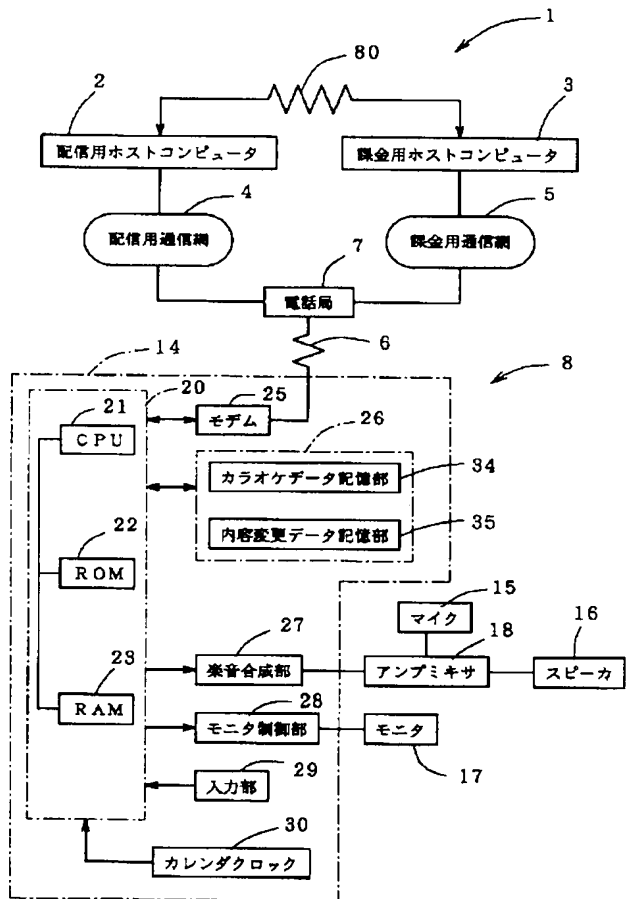 1
80
2
3
配信用ホストコンピュータ
課金用ホストコンピュータ
4
5
配信用通信網
課金用通信網
7
電話局
6
14
8
20
25
21
モデム
26
CPU
カラオケデータ記憶部
34
22
内容変更データ記憶部
35
ROM
15
27
マイク
18
16
23
楽音合成部
アンプミキサ
スピーカ
RAM
28
モニタ制御部
モニタ
29
17
入力部
30
カレンダクロック